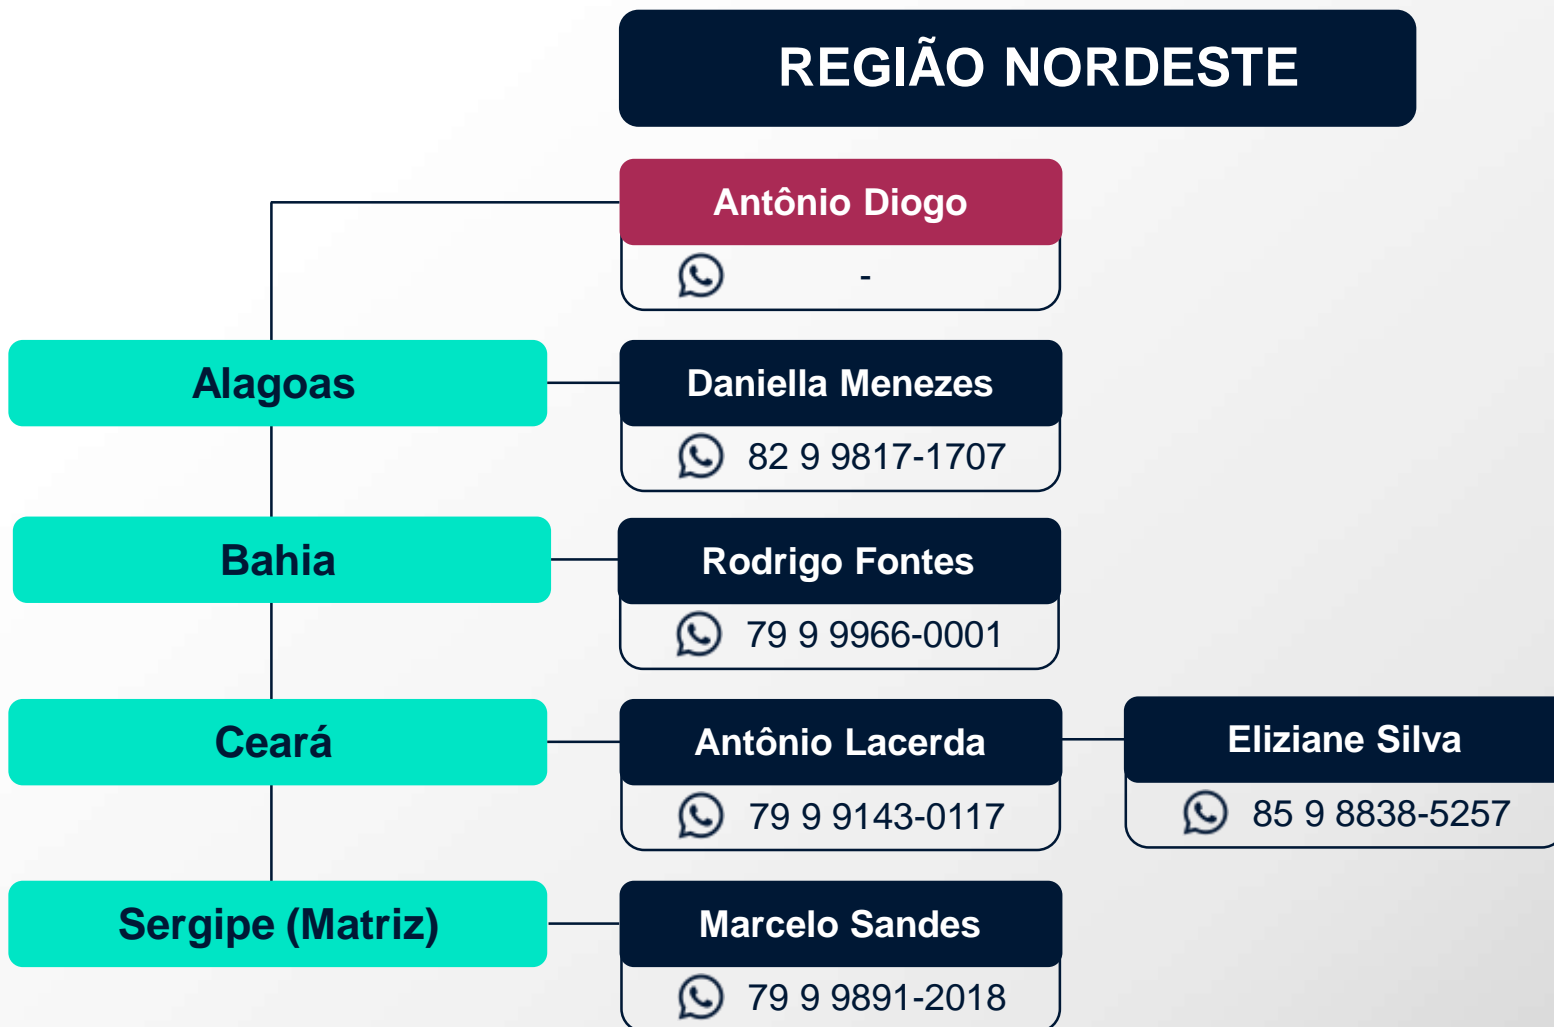 REGIÃO NORDESTE
Antônio Diogo
-
Alagoas
Daniella Menezes
82 9 9817-1707
Bahia
Rodrigo Fontes
79 9 9966-0001
Ceará
Antônio Lacerda
79 9 9143-0117
Eliziane Silva
85 9 8838-5257
Sergipe (Matriz)
Marcelo Sandes
79 9 9891-2018